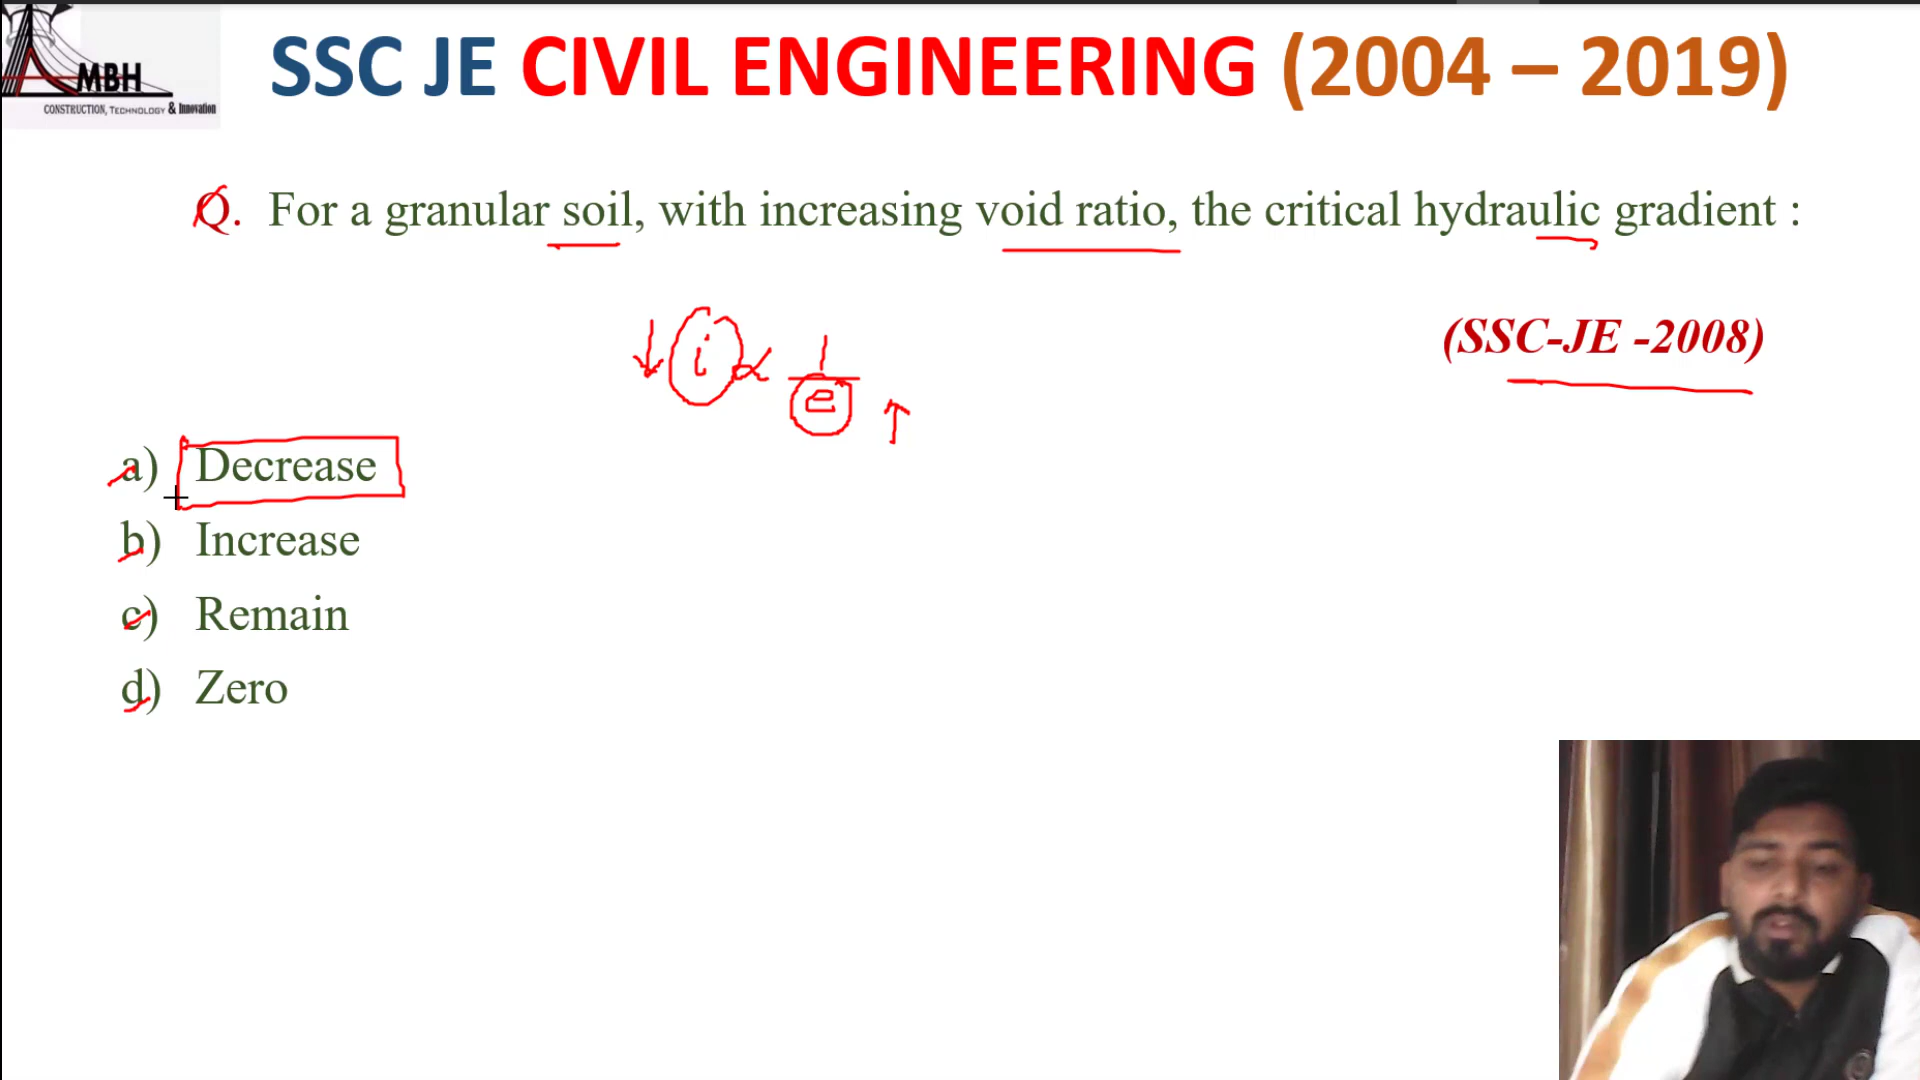 MBH
CONSTRUCTION, TECHNOLOGY & Innovation
SSC JE CIVIL ENGINEERING (2004 – 2019)
Q. For a granular soil, with increasing void ratio, the critical hydraulic gradient :
(SSC-JE -2008)
↓ i ∝ 1/e ↑
a) Decrease
b) Increase
c) Remain
d) Zero